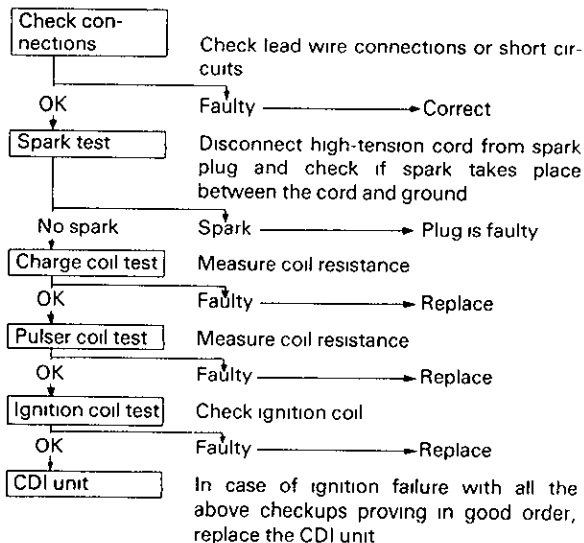 Check con-
nections
Check lead wire connections or short cir-
cuits
OK Faulty Correct
Spark test Disconnect high-tension cord from spark
plug and check if spark takes place
between the cord and ground
No spark Spark Plug is faulty
Charge coil test Measure coil resistance
OK Faulty Replace
Pulser coil test Measure coil resistance
OK Faulty Replace
Ignition coil test Check ignition coil
OK Faulty Replace
CDI unit In case of ignition failure with all the
above checkups proving in good order,
replace the CDI unit